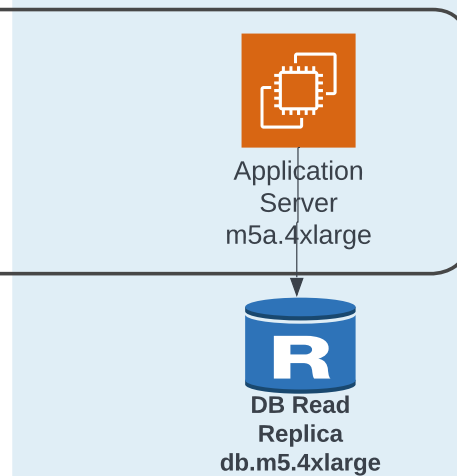 Application
Server
m5a.4xlarge
R
DB Read
Replica
db.m5.4xlarge